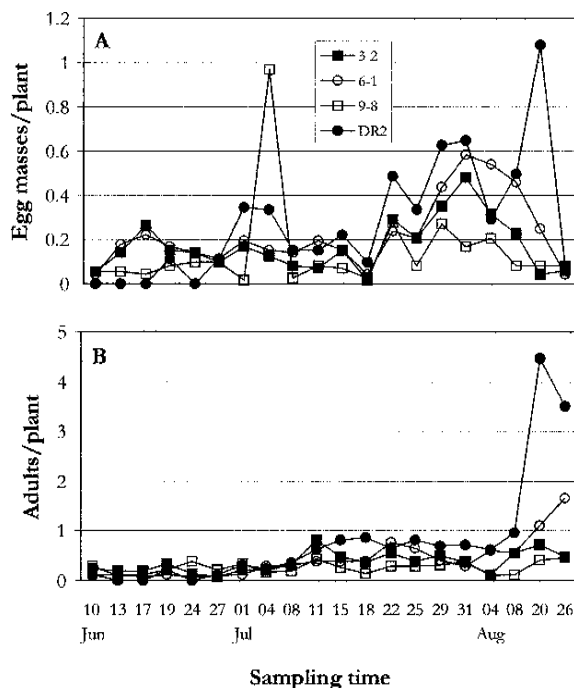 A
Egg masses/plant
1.2
1
0.8
0.6
0.4
0.2
0
3 2
6-1
9-8
DR2
B
Adults/plant
5
4
3
2
1
0
10 13 17 19 24 27 01 04 08 11 15 18 22 25 29 31 04 08 20 26
Jun Jul Aug
Sampling time